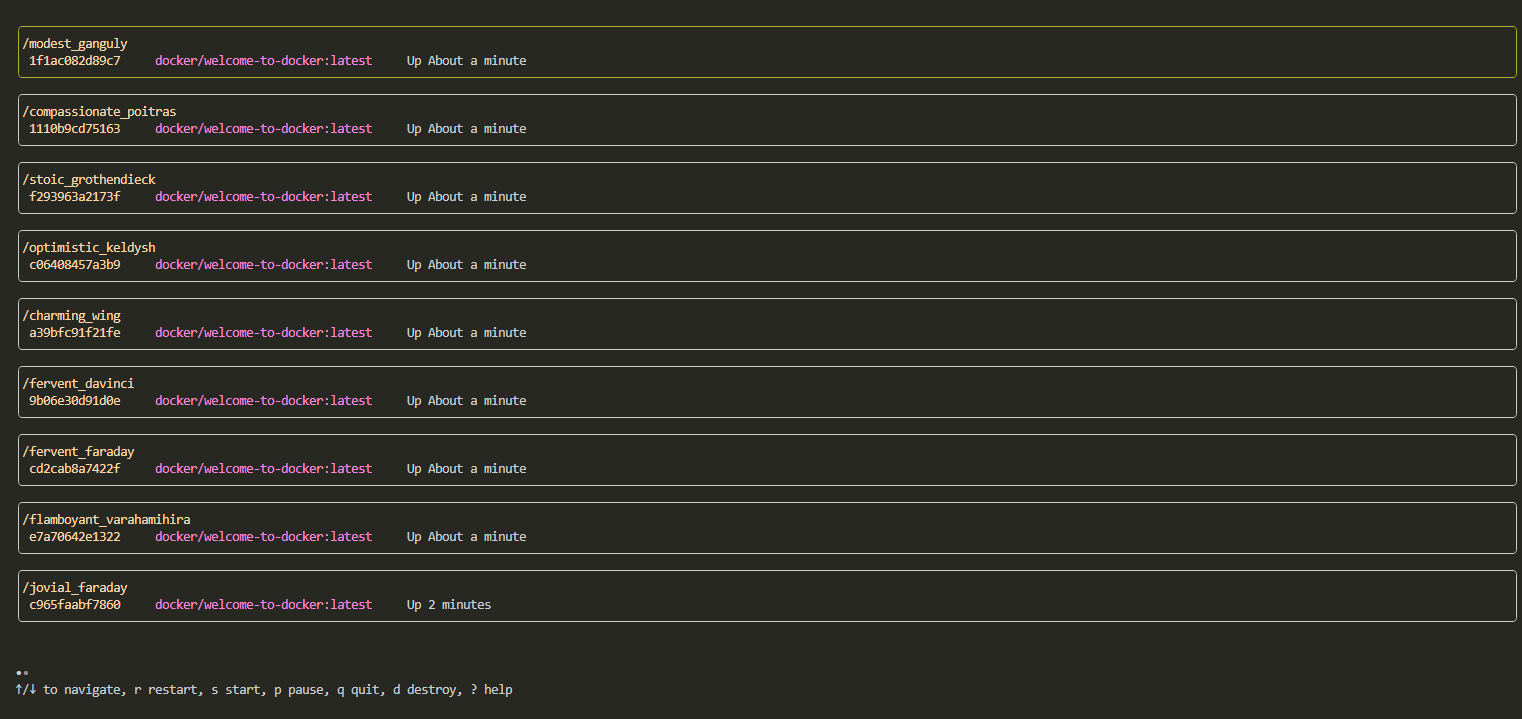 /modest_ganguly
1f1ac082d89c7 docker/welcome-to-docker:latest Up About a minute
/compassionate_poitras
1110b9cd75163 docker/welcome-to-docker:latest Up About a minute
/stoic_grothendieck
f293963a2173f docker/welcome-to-docker:latest Up About a minute
/optimistic_keldysh
c06408457a3b9 docker/welcome-to-docker:latest Up About a minute
/charming_wing
a39bfc91f21fe docker/welcome-to-docker:latest Up About a minute
/fervent_davinci
9b06e30d91d0e docker/welcome-to-docker:latest Up About a minute
/fervent_faraday
cd2cab8a7422f docker/welcome-to-docker:latest Up About a minute
/flamboyant_varahamihira
e7a70642e1322 docker/welcome-to-docker:latest Up About a minute
/jovial_faraday
c965faabf7860 docker/welcome-to-docker:latest Up 2 minutes
••
↑/↓ to navigate, r restart, s start, p pause, q quit, d destroy, ? help